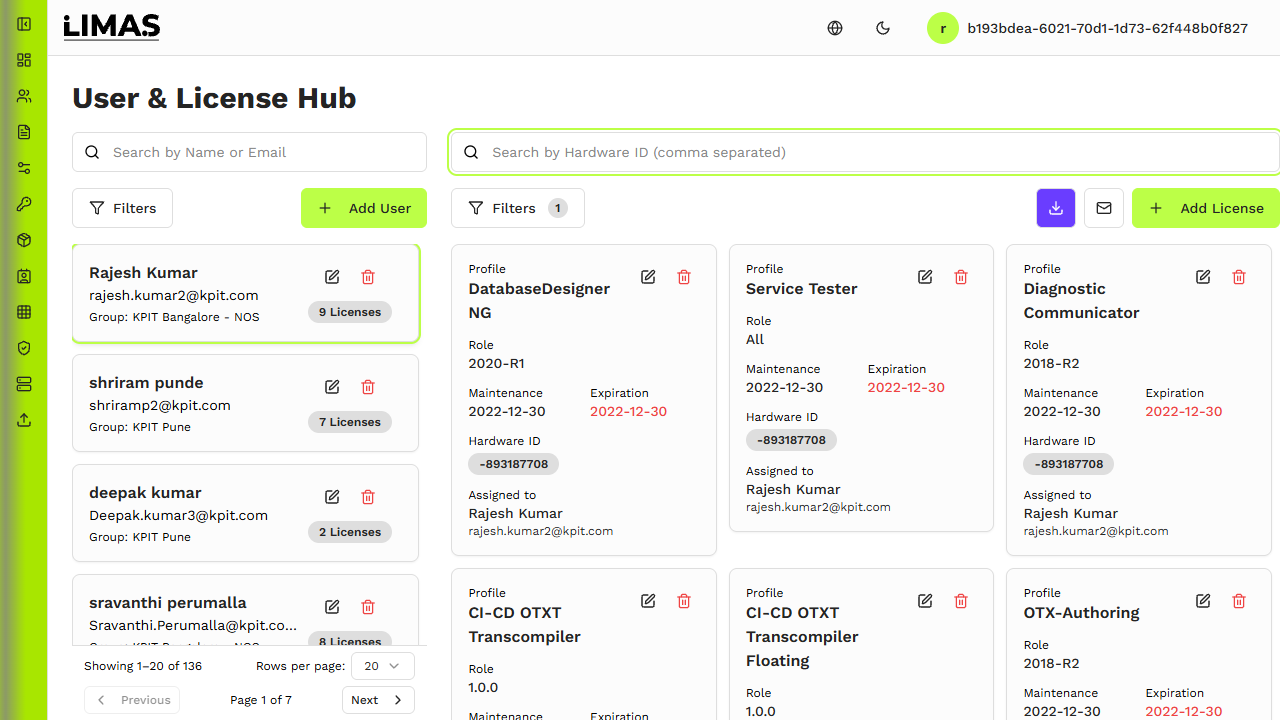 LIMAS
r
b193bdea-6021-70d1-1d73-62f448b0f827
User & License Hub
Search by Name or Email
Search by Hardware ID (comma separated)
Filters
Add User
Filters 1
Add License
Rajesh Kumar
rajesh.kumar2@kpit.com
Group: KPIT Bangalore - NOS
9 Licenses
shriram punde
shriramp2@kpit.com
Group: KPIT Pune
7 Licenses
deepak kumar
Deepak.kumar3@kpit.com
Group: KPIT Pune
2 Licenses
sravanthi perumalla
Sravanthi.Perumalla@kpit.co...
8 Licenses
Showing 1–20 of 136
Rows per page: 20
Previous
Page 1 of 7
Next
Profile
DatabaseDesigner
NG
Role
2020-R1
Maintenance Expiration
2022-12-30 2022-12-30
Hardware ID
-893187708
Assigned to
Rajesh Kumar
rajesh.kumar2@kpit.com
Profile
Service Tester
Role
All
Maintenance Expiration
2022-12-30 2022-12-30
Hardware ID
-893187708
Assigned to
Rajesh Kumar
rajesh.kumar2@kpit.com
Profile
Diagnostic
Communicator
Role
2018-R2
Maintenance Expiration
2022-12-30 2022-12-30
Hardware ID
-893187708
Assigned to
Rajesh Kumar
rajesh.kumar2@kpit.com
Profile
CI-CD OTXT
Transcompiler
Role
1.0.0
Maintenance Expiration
Profile
CI-CD OTXT
Transcompiler
Floating
Role
1.0.0
Profile
OTX-Authoring
Role
2018-R2
Maintenance Expiration
2022-12-30 2022-12-30